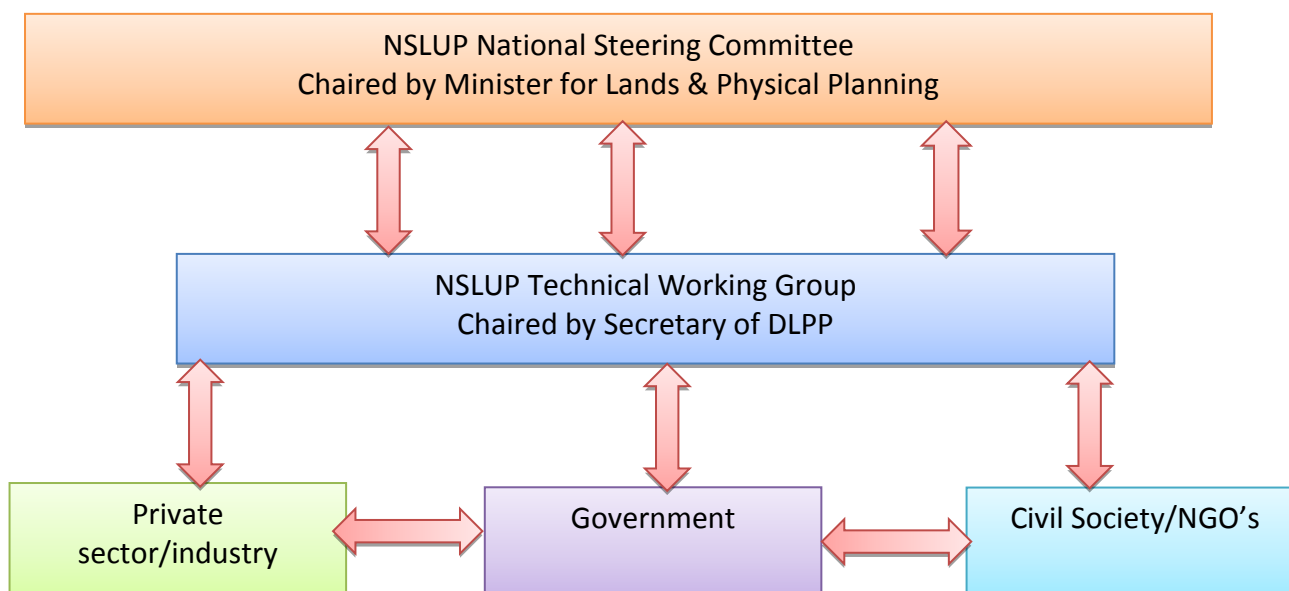 NSLUP National Steering Committee
Chaired by Minister for Lands & Physical Planning
NSLUP Technical Working Group
Chaired by Secretary of DLPP
Private
sector/industry
Government
Civil Society/NGO’s